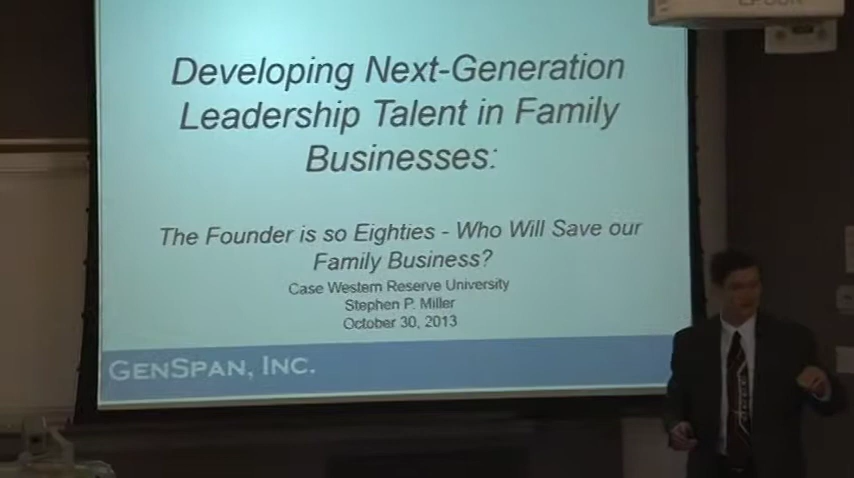 Developing Next-Generation
Leadership Talent in Family
Businesses:
The Founder is so Eighties - Who Will Save our
Family Business?
Case Western Reserve University
Stephen P. Miller
October 30, 2013
GENSPAN, INC.